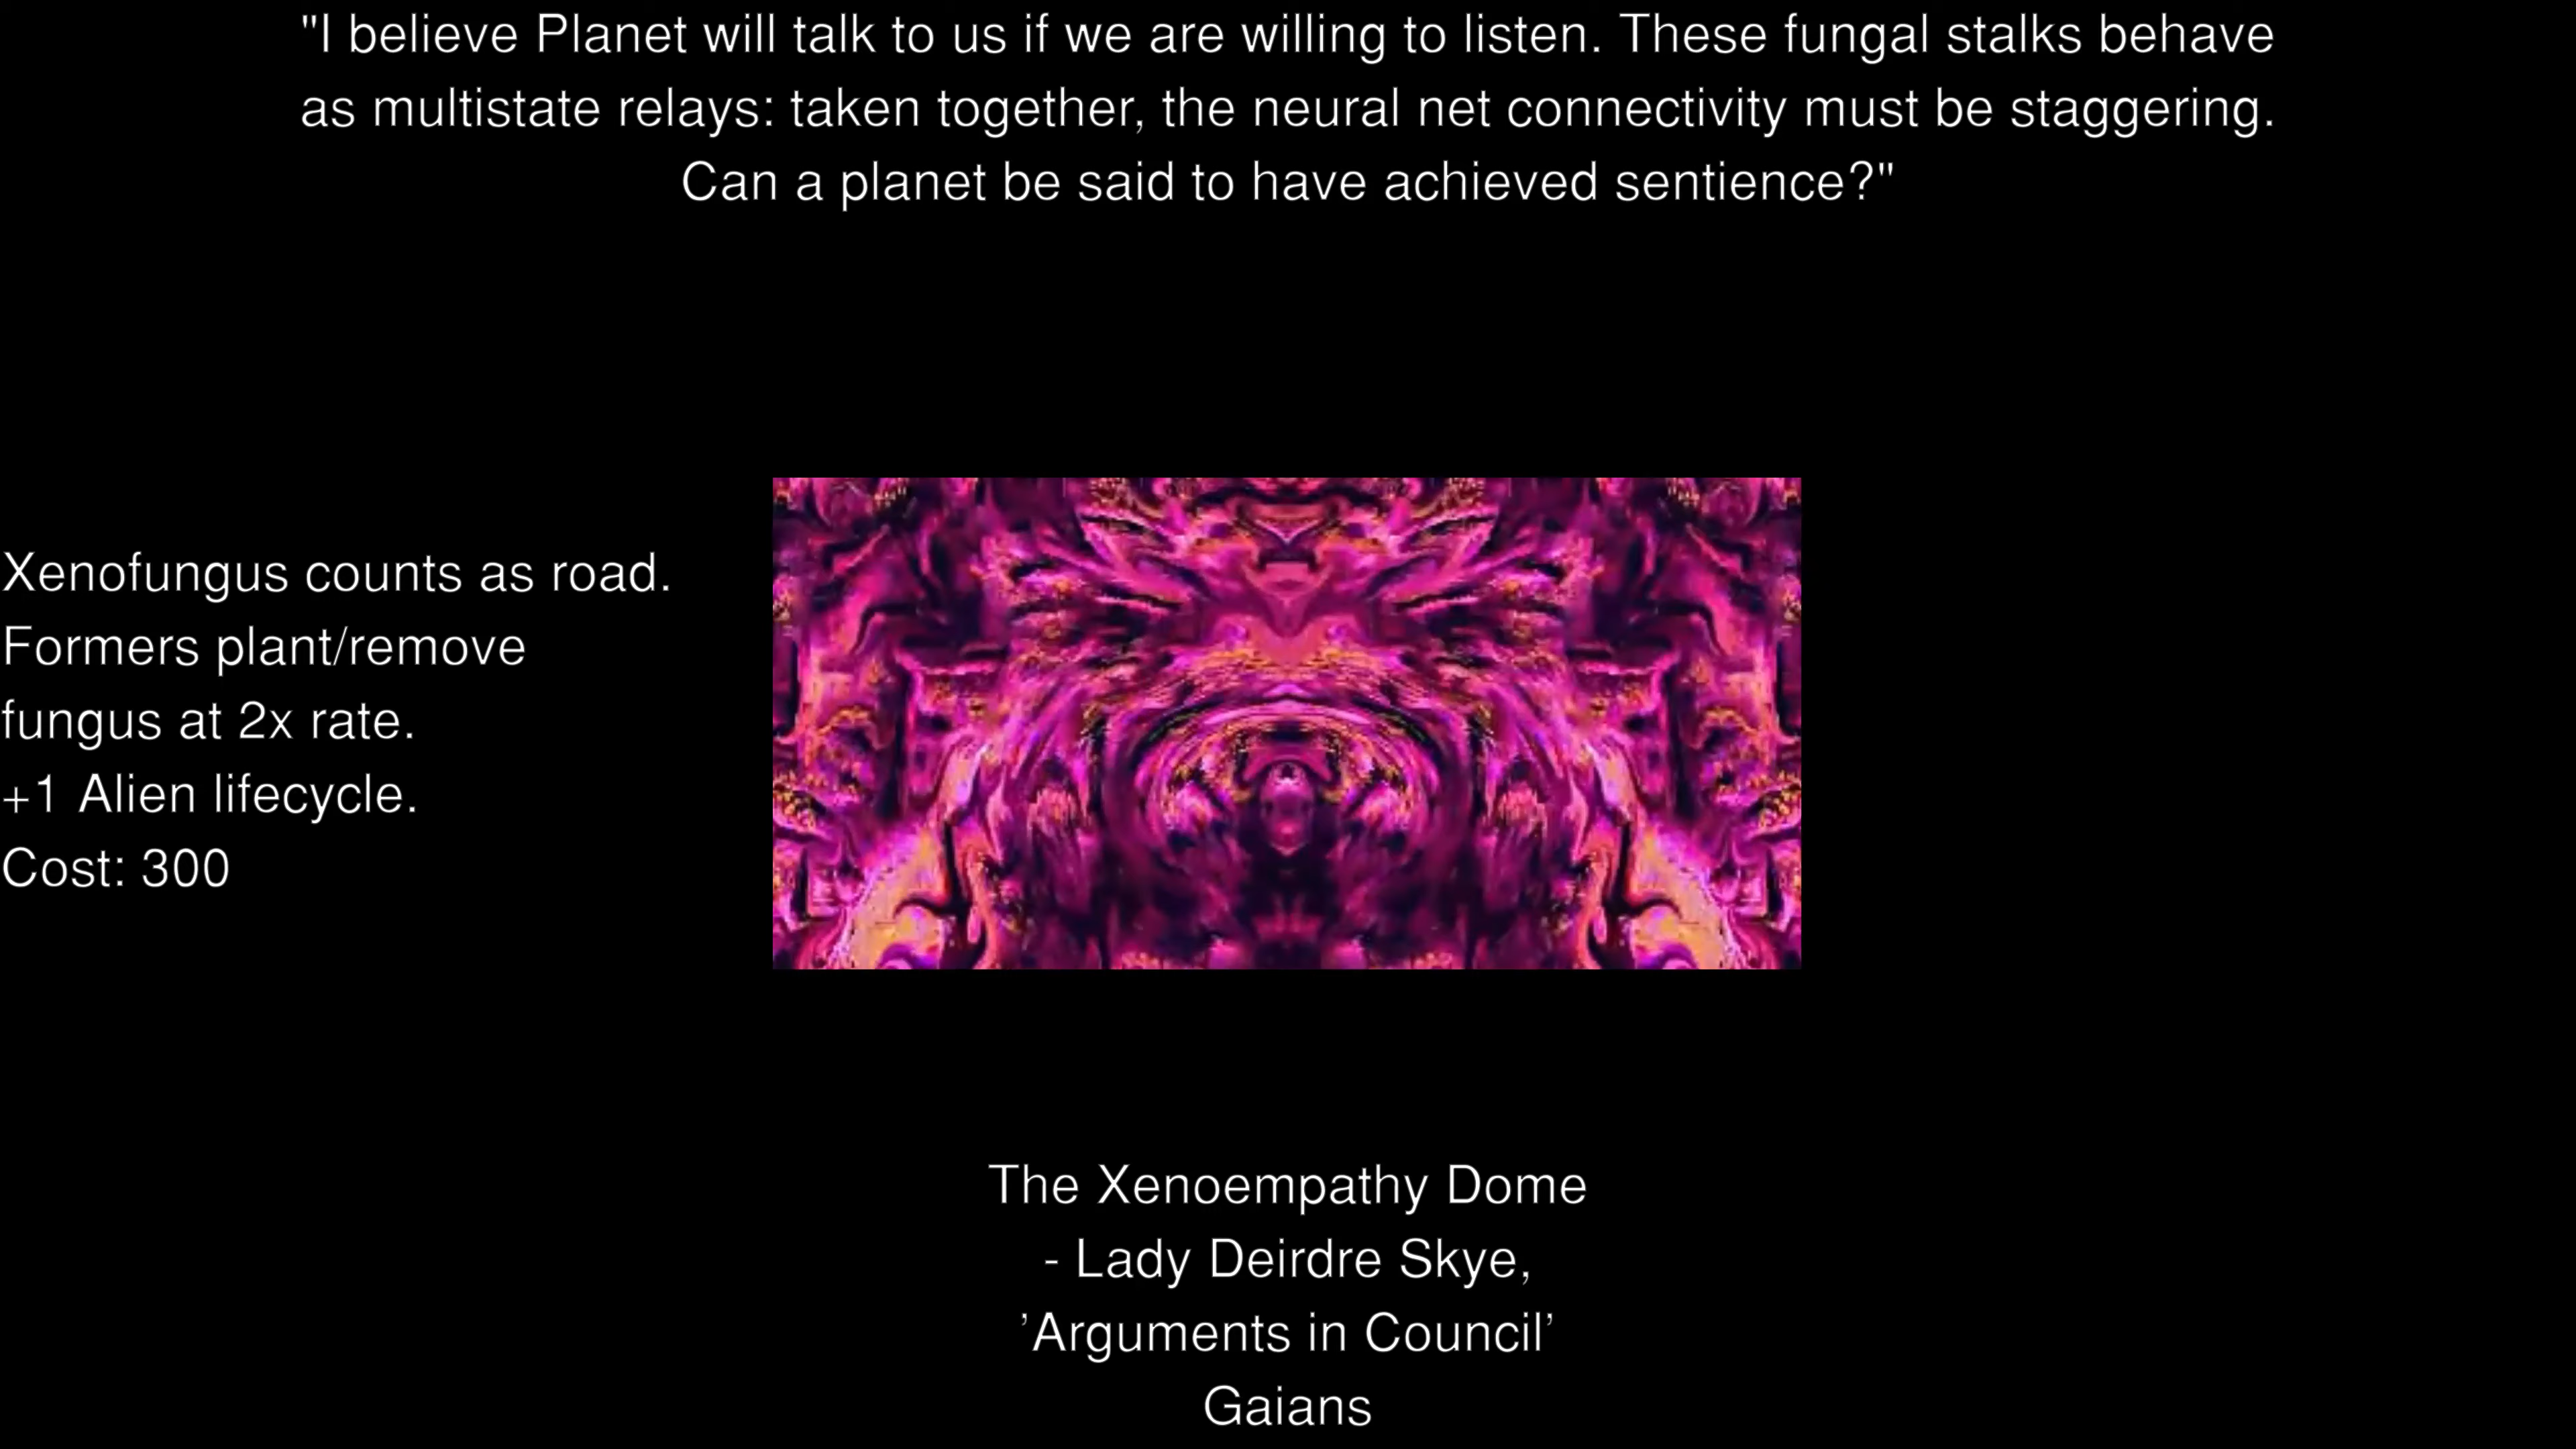 "I believe Planet will talk to us if we are willing to listen. These fungal stalks behave
as multistate relays: taken together, the neural net connectivity must be staggering.
Can a planet be said to have achieved sentience?"
Xenofungus counts as road.
Formers plant/remove
fungus at 2x rate.
+1 Alien lifecycle.
Cost: 300
The Xenoempathy Dome
- Lady Deirdre Skye,
’Arguments in Council’
Gaians